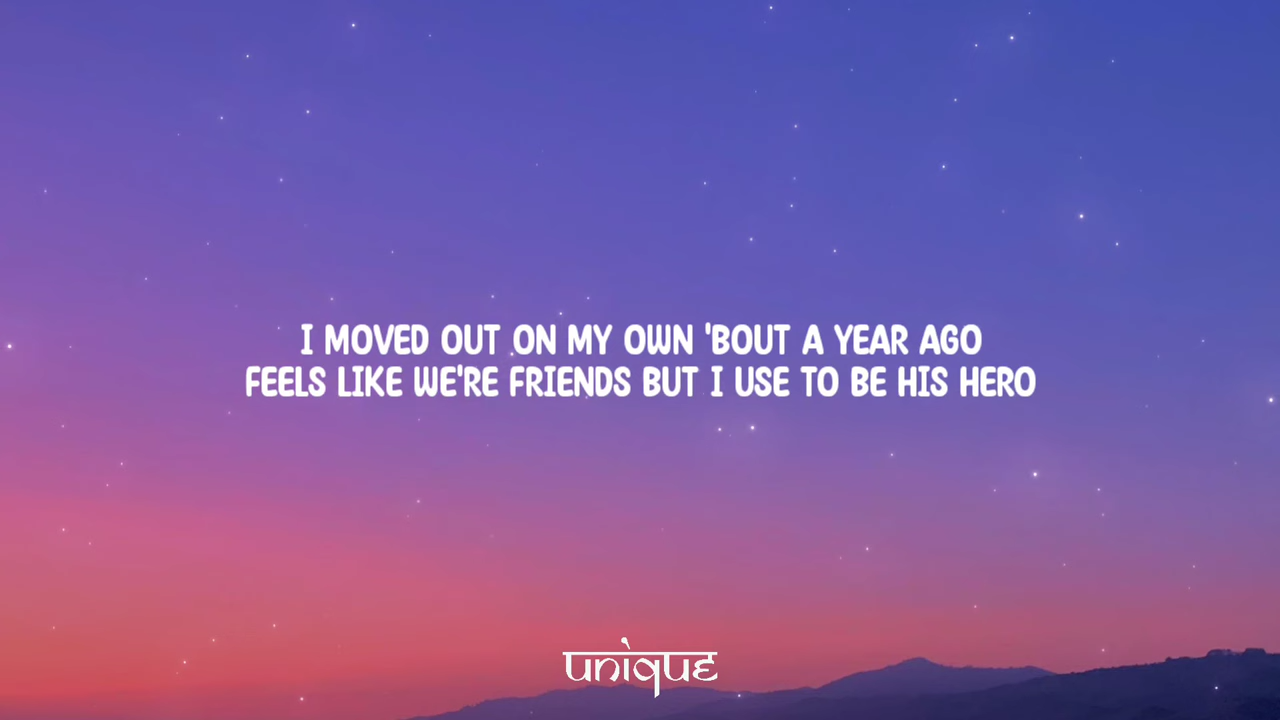 I MOVED OUT ON MY OWN 'BOUT A YEAR AGO
FEELS LIKE WE'RE FRIENDS BUT I USE TO BE HIS HERO
unique